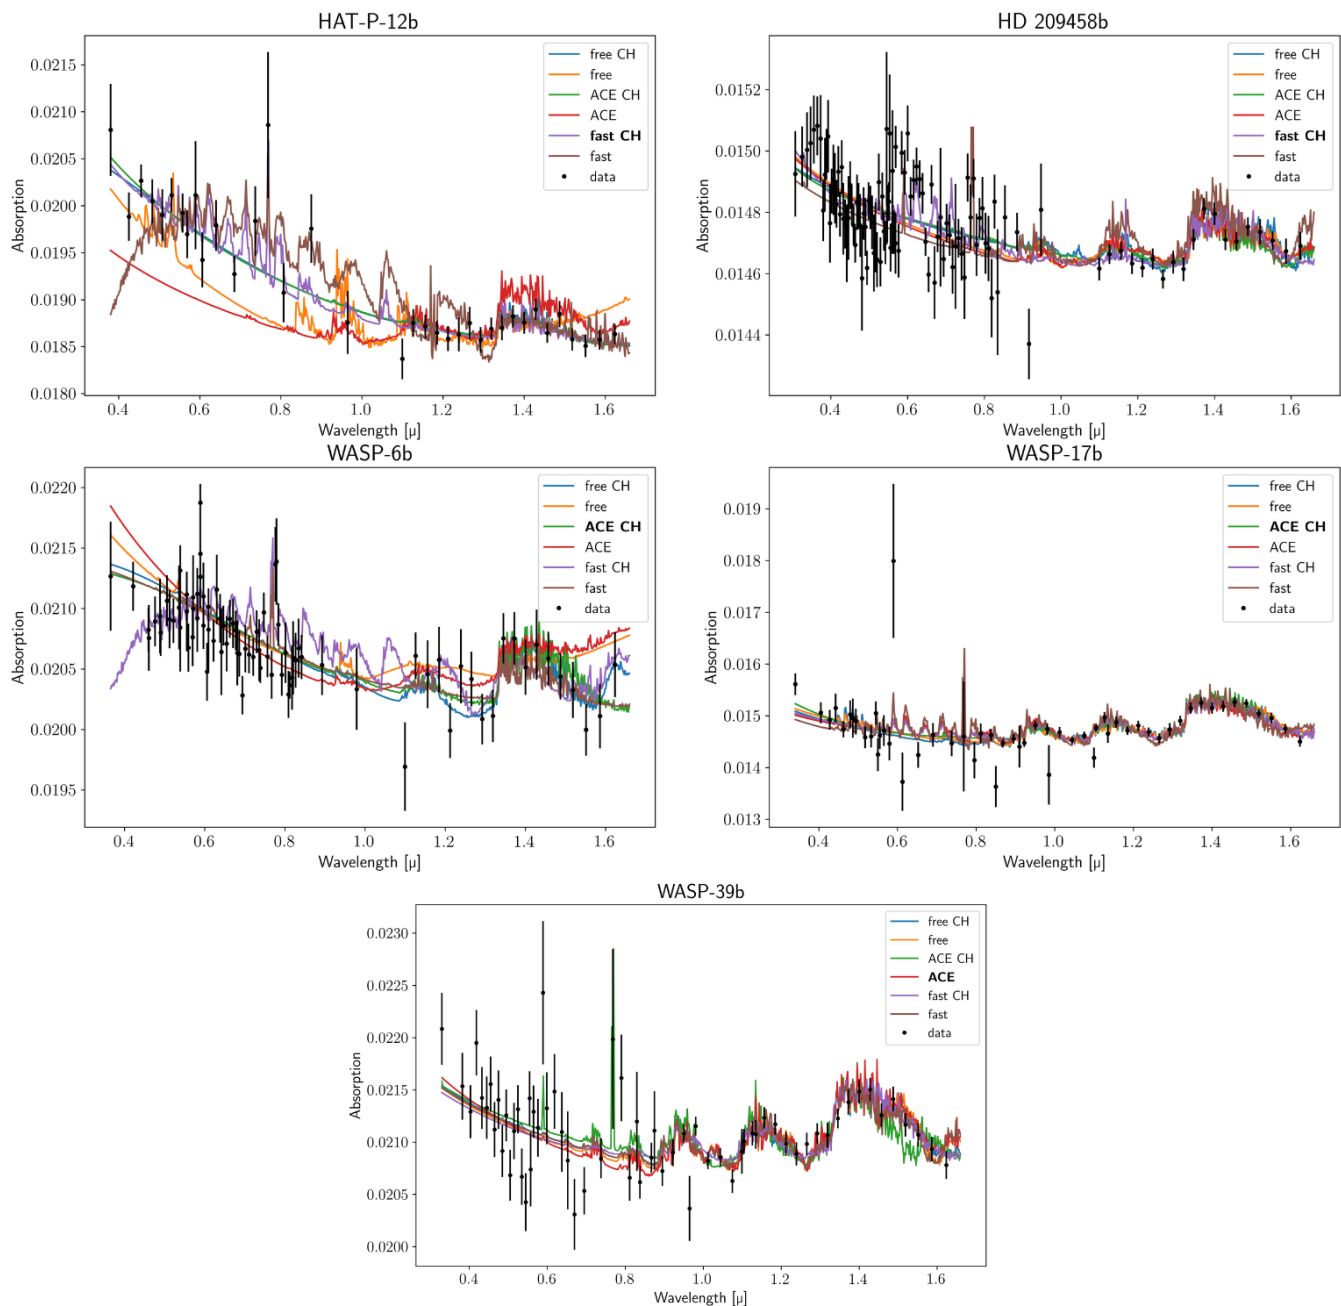 HAT-P-12b
0.0215
0.0210
0.0205
0.0200
0.0195
0.0190
0.0185
0.0180
Absorption
0.4 0.6 0.8 1.0 1.2 1.4 1.6
Wavelength [μ]
free CH
free
ACE CH
ACE
fast CH
fast
data
HD 209458b
0.0152
0.0150
0.0148
0.0146
0.0144
Absorption
0.4 0.6 0.8 1.0 1.2 1.4 1.6
Wavelength [μ]
free CH
free
ACE CH
ACE
fast CH
fast
data
WASP-6b
0.0220
0.0215
0.0210
0.0205
0.0200
0.0195
Absorption
0.4 0.6 0.8 1.0 1.2 1.4 1.6
Wavelength [μ]
free CH
free
ACE CH
ACE
fast CH
fast
data
WASP-17b
0.019
0.018
0.017
0.016
0.015
0.014
0.013
Absorption
0.4 0.6 0.8 1.0 1.2 1.4 1.6
Wavelength [μ]
free CH
free
ACE CH
ACE
fast CH
fast
data
WASP-39b
0.0230
0.0225
0.0220
0.0215
0.0210
0.0205
0.0200
Absorption
0.4 0.6 0.8 1.0 1.2 1.4 1.6
Wavelength [μ]
free CH
free
ACE CH
ACE
fast CH
fast
data